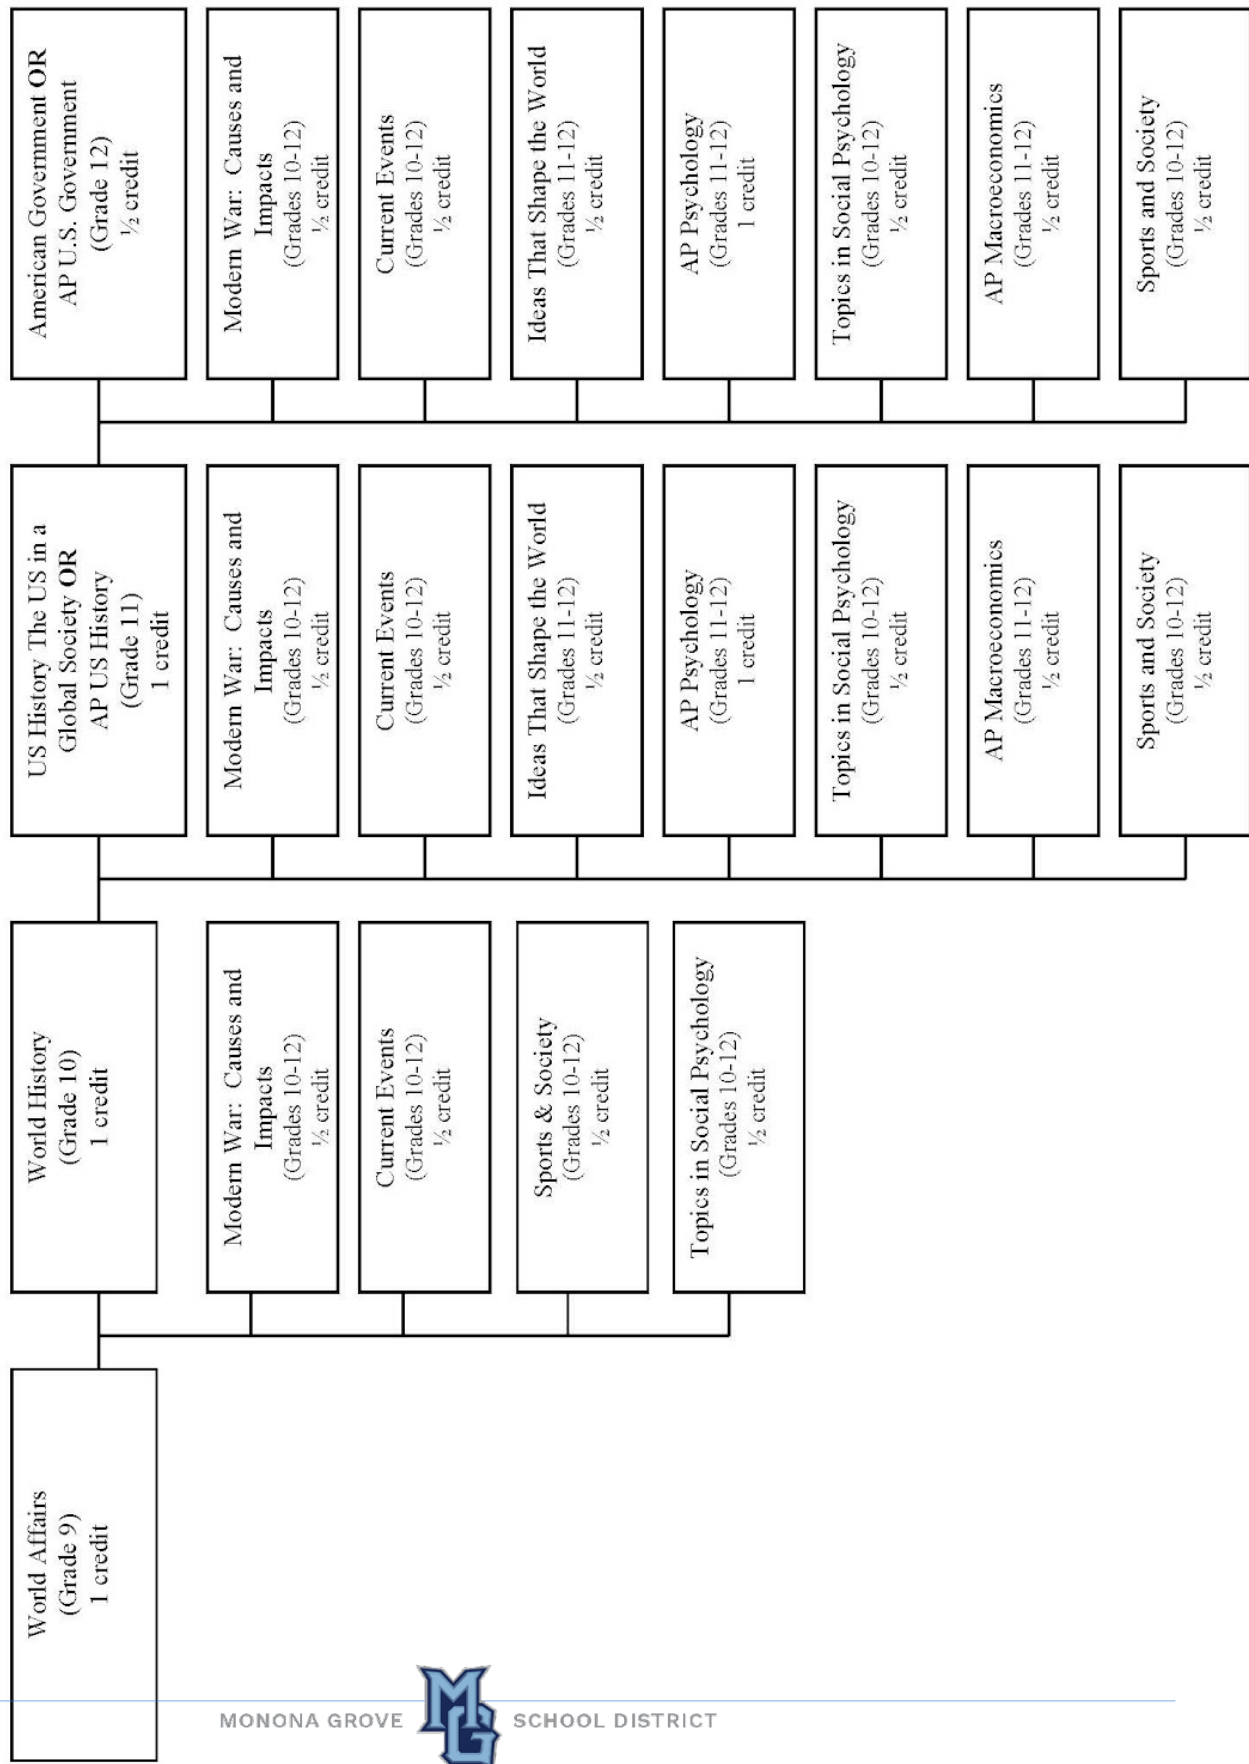 World Affairs
(Grade 9)
1 credit
World History
(Grade 10)
1 credit
Modern War: Causes and
Impacts
(Grades 10-12)
½ credit
Current Events
(Grades 10-12)
½ credit
Sports & Society
(Grades 10-12)
½ credit
Topics in Social Psychology
(Grades 10-12)
½ credit
US History The US in a
Global Society OR
AP US History
(Grade 11)
1 credit
Modern War: Causes and
Impacts
(Grades 10-12)
½ credit
Current Events
(Grades 10-12)
½ credit
Ideas That Shape the World
(Grades 11-12)
½ credit
AP Psychology
(Grades 11-12)
1 credit
Topics in Social Psychology
(Grades 10-12)
½ credit
AP Macroeconomics
(Grades 11-12)
½ credit
Sports and Society
(Grades 10-12)
½ credit
American Government OR
AP U.S. Government
(Grade 12)
½ credit
Modern War: Causes and
Impacts
(Grades 10-12)
½ credit
Current Events
(Grades 10-12)
½ credit
Ideas That Shape the World
(Grades 11-12)
½ credit
AP Psychology
(Grades 11-12)
1 credit
Topics in Social Psychology
(Grades 10-12)
½ credit
AP Macroeconomics
(Grades 11-12)
½ credit
Sports and Society
(Grades 10-12)
½ credit
MONONA GROVE MG SCHOOL DISTRICT